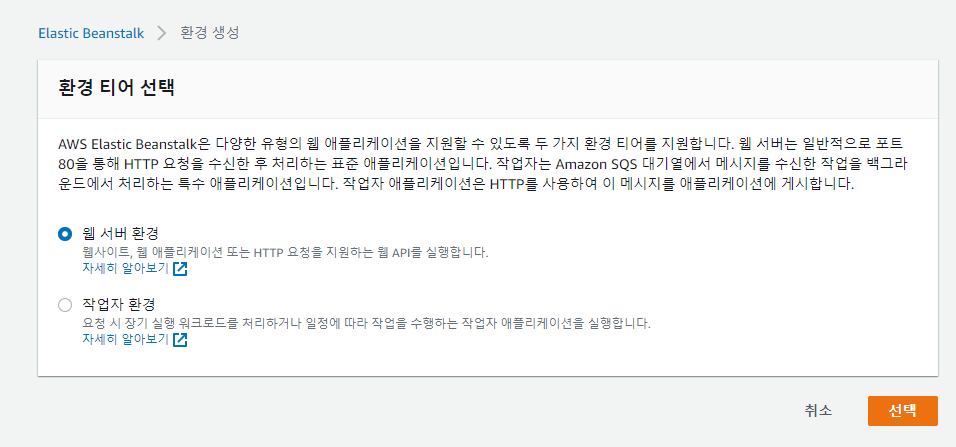 Elastic Beanstalk > 환경 생성
환경 티어 선택
AWS Elastic Beanstalk은 다양한 유형의 웹 애플리케이션을 지원할 수 있도록 두 가지 환경 티어를 지원합니다. 웹 서버는 일반적으로 포트
80을 통해 HTTP 요청을 수신한 후 처리하는 표준 애플리케이션입니다. 작업자는 Amazon SQS 대기열에서 메시지를 수신한 작업을 백그라
운드에서 처리하는 특수 애플리케이션입니다. 작업자 애플리케이션은 HTTP를 사용하여 이 메시지를 애플리케이션에 게시합니다.
웹 서버 환경
웹사이트, 웹 애플리케이션 또는 HTTP 요청을 지원하는 웹 API를 실행합니다.
자세히 알아보기
작업자 환경
요청 시 장기 실행 워크로드를 처리하거나 일정에 따라 작업을 수행하는 작업자 애플리케이션을 실행합니다.
자세히 알아보기
취소
선택